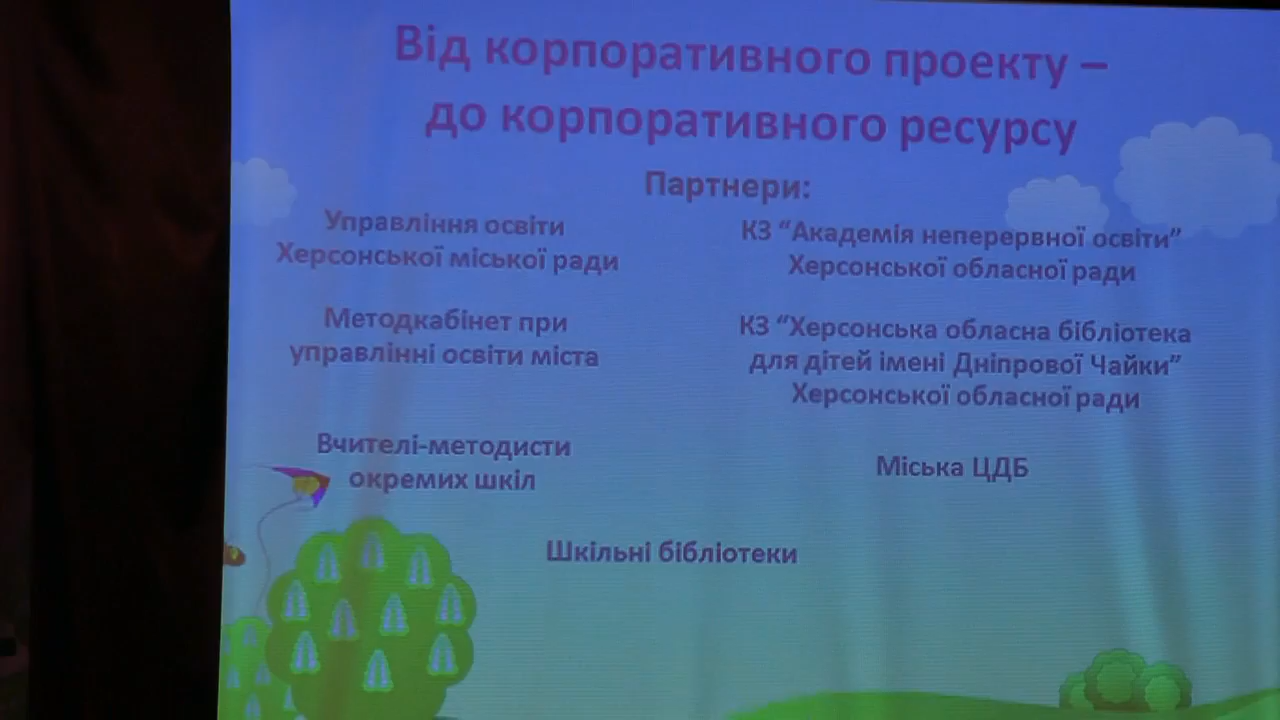 Від корпоративного проекту –
до корпоративного ресурсу
Партнери:
Управління освіти
Херсонської міської ради
КЗ “Академія неперервної освіти”
Херсонської обласної ради
Методкабінет при
управлінні освіти міста
КЗ “Херсонська обласна бібліотека
для дітей імені Дніпрової Чайки”
Херсонської обласної ради
Вчителі-методисти
окремих шкіл
Міська ЦДБ
Шкільні бібліотеки